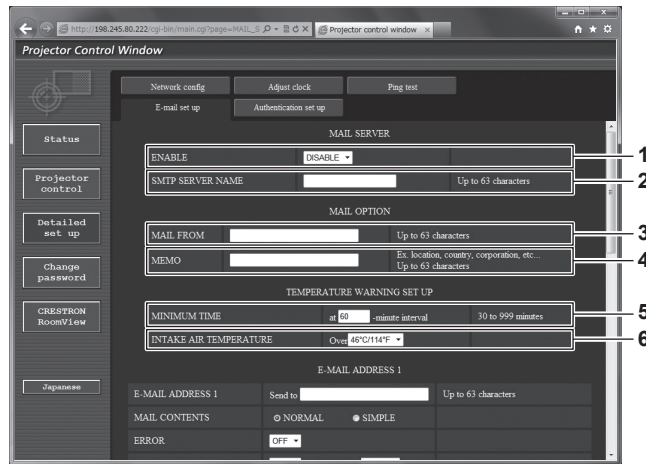 http://198.245.80.222/cgi-bin/main.cgi?page=MAIL_S
Projector control window
Projector Control Window
Network config
Adjust clock
Ping test
E-mail set up
Authentication set up
Status
Projector control
Detailed set up
Change password
CRESTRON RoomView
Japanese
MAIL SERVER
ENABLE DISABLE 1
SMTP SERVER NAME Up to 63 characters 2
MAIL OPTION
MAIL FROM Up to 63 characters 3
MEMO Ex. location, country, corporation, etc... 4
Up to 63 characters
TEMPERATURE WARNING SET UP
MINIMUM TIME at 60 -minute interval 30 to 999 minutes 5
INTAKE AIR TEMPERATURE Over 46°C/114°F 6
E-MAIL ADDRESS 1
E-MAIL ADDRESS 1 Send to Up to 63 characters
MAIL CONTENTS NORMAL SIMPLE
ERROR OFF